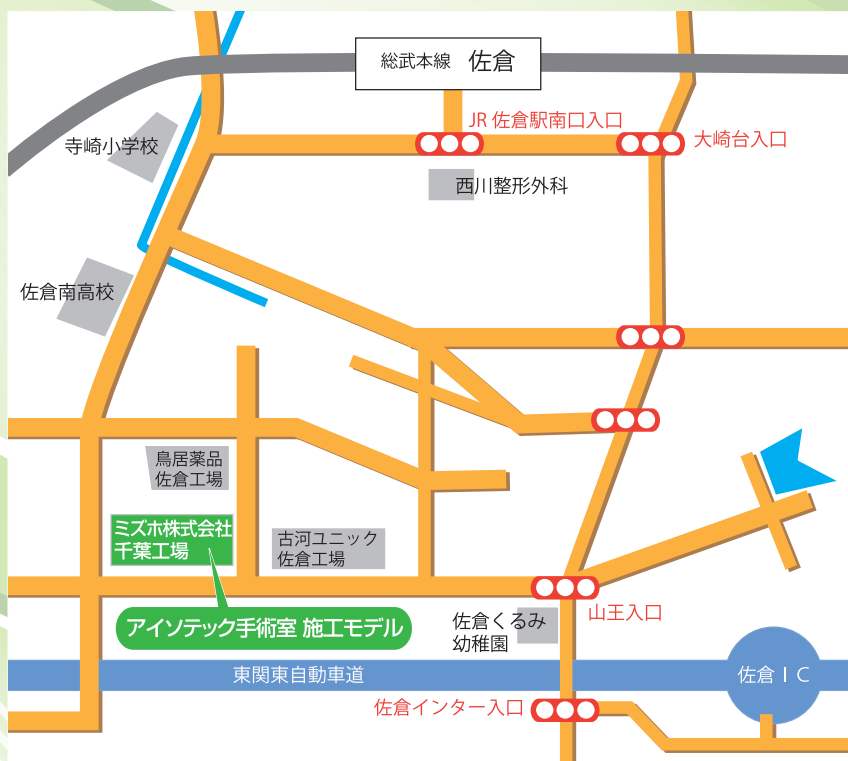 総武本線 佐倉
JR 佐倉駅南口入口
大崎台入口
寺崎小学校
西川整形外科
佐倉南高校
鳥居薬品
佐倉工場
ミズホ株式会社
千葉工場
古河ユニック
佐倉工場
アイソテック手術室 施工モデル
佐倉くるみ
幼稚園
山王入口
東関東自動車道
佐倉 I C
佐倉インター入口